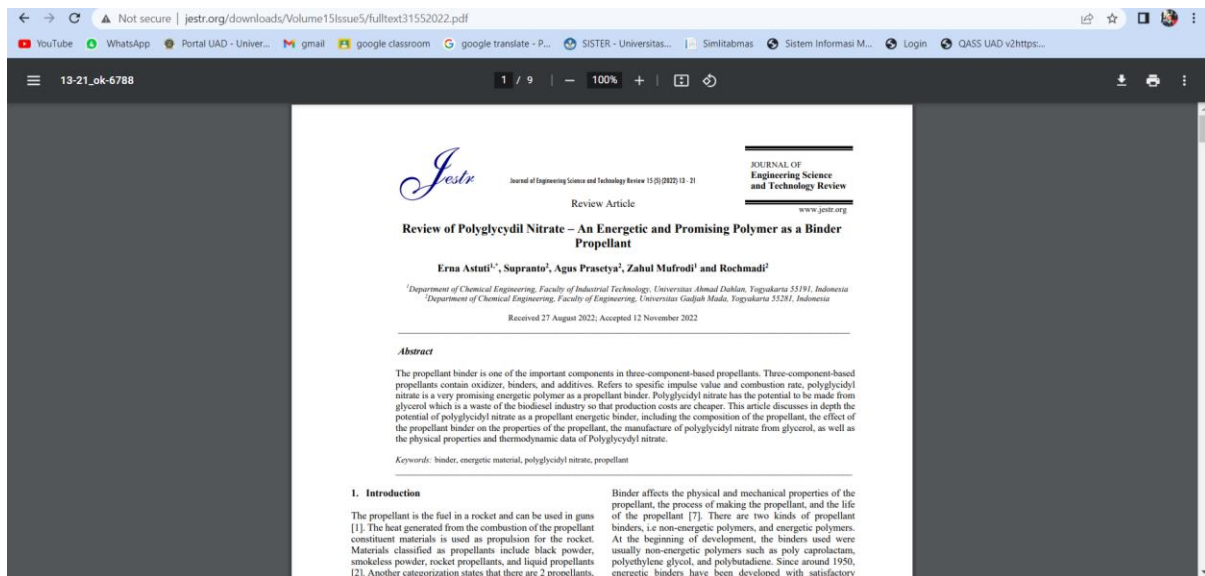 Not secure | jestr.org/downloads/Volume15Issue5/fulltext31552022.pdf
YouTube WhatsApp Portal UAD - Univer... gmail google classroom google translate - P... SISTER - Universitas... Simlitabmas Sistem Informasi M... Login QASS UAD v2https:...
13-21_ok-6788 1 / 9 | − 100% + |
Jestr
Journal of Engineering Science and Technology Review 15 (5) (2022) 13 - 21
Review Article
JOURNAL OF
Engineering Science
and Technology Review
www.jestr.org
Review of Polyglycydil Nitrate – An Energetic and Promising Polymer as a Binder
Propellant
Erna Astuti1,*, Supranto2, Agus Prasetya2, Zahul Mufrodi1 and Rochmadi2
1Department of Chemical Engineering, Faculty of Industrial Technology, Universitas Ahmad Dahlan, Yogyakarta 55191, Indonesia
2Department of Chemical Engineering, Faculty of Engineering, Universitas Gadjah Mada, Yogyakarta 55281, Indonesia
Received 27 August 2022; Accepted 12 November 2022
Abstract
The propellant binder is one of the important components in three-component-based propellants. Three-component-based
propellants contain oxidizer, binders, and additives. Refers to spesific impulse value and combustion rate, polyglycidyl
nitrate is a very promising energetic polymer as a propellant binder. Polyglycidyl nitrate has the potential to be made from
glycerol which is a waste of the biodiesel industry so that production costs are cheaper. This article discusses in depth the
potential of polyglycidyl nitrate as a propellant energetic binder, including the composition of the propellant, the effect of
the propellant binder on the properties of the propellant, the manufacture of polyglycidyl nitrate from glycerol, as well as
the physical properties and thermodynamic data of Polyglycydyl nitrate.
Keywords: binder, energetic material, polyglycidyl nitrate, propellant
1. Introduction
The propellant is the fuel in a rocket and can be used in guns
[1]. The heat generated from the combustion of the propellant
constituent materials is used as propulsion for the rocket.
Materials classified as propellants include black powder,
smokeless powder, rocket propellants, and liquid propellants
[2]. Another categorization states that there are 2 propellants,
Binder affects the physical and mechanical properties of the
propellant, the process of making the propellant, and the life
of the propellant [7]. There are two kinds of propellant
binders, i.e non-energetic polymers, and energetic polymers.
At the beginning of development, the binders used were
usually non-energetic polymers such as poly caprolactam,
polyethylene glycol, and polybutadiene. Since around 1950,
energetic binders have been developed with satisfactory